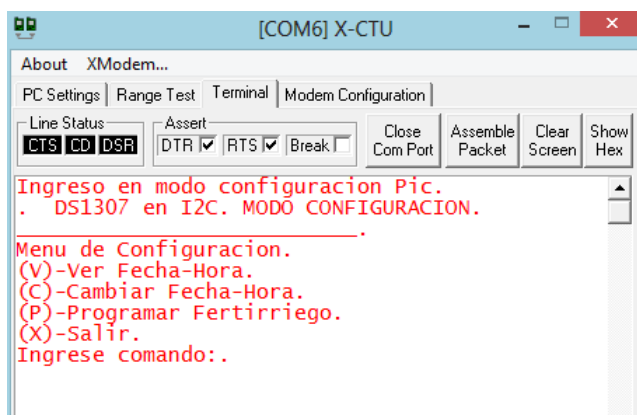 [COM6] X-CTU
About XModem...
PC Settings Range Test Terminal Modem Configuration
Line Status Assert
CTS CD DSR DTR RTS Break Close Com Port Assemble Packet Clear Screen Show Hex
Ingreso en modo configuracion Pic.
. DS1307 en I2C. MODO CONFIGURACION.
___________________________________.
Menu de Configuracion.
(V)-Ver Fecha-Hora.
(C)-Cambiar Fecha-Hora.
(P)-Programar Fertirriego.
(X)-Salir.
Ingrese comando:.